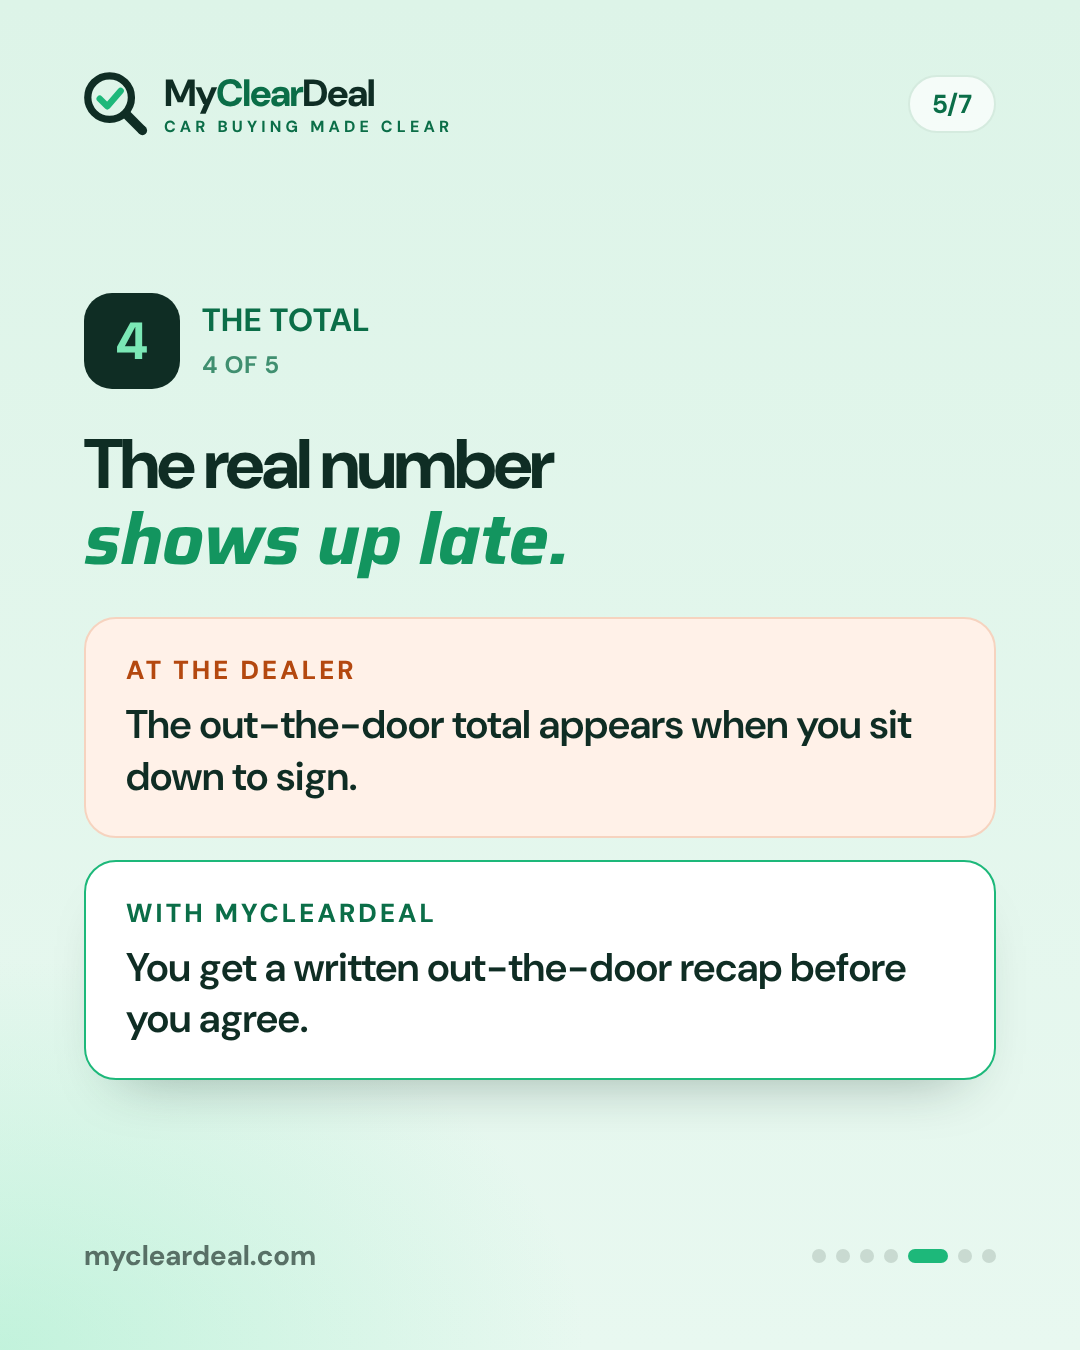 MyClearDeal
CAR BUYING MADE CLEAR
5/7
4
THE TOTAL
4 OF 5
The real number
shows up late.
AT THE DEALER
The out-the-door total appears when you sit
down to sign.
WITH MYCLEARDEAL
You get a written out-the-door recap before
you agree.
mycleardeal.com